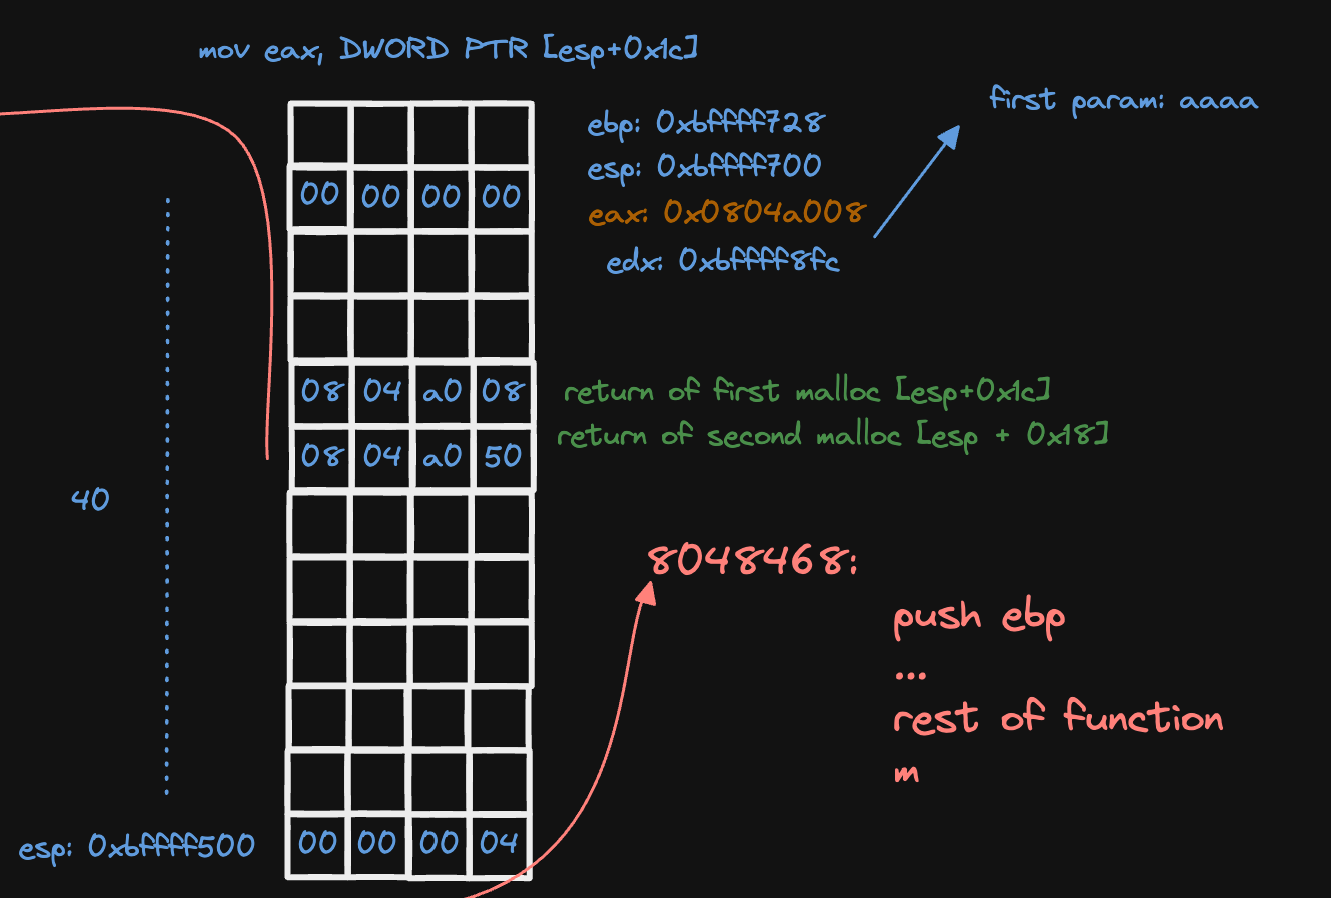 mov eax, DWORD PTR [esp+0x1c]
first param: aaaa
ebp: 0xbffff728
esp: 0xbffff700
eax: 0x0804a008
edx: 0xbffff8fc
00 00 00 00
08 04 a0 08
return of first malloc [esp+0x1c]
08 04 a0 50
return of second malloc [esp + 0x18]
40
8048468:
push ebp
...
rest of function
m
esp: 0xbffff500
00 00 00 04